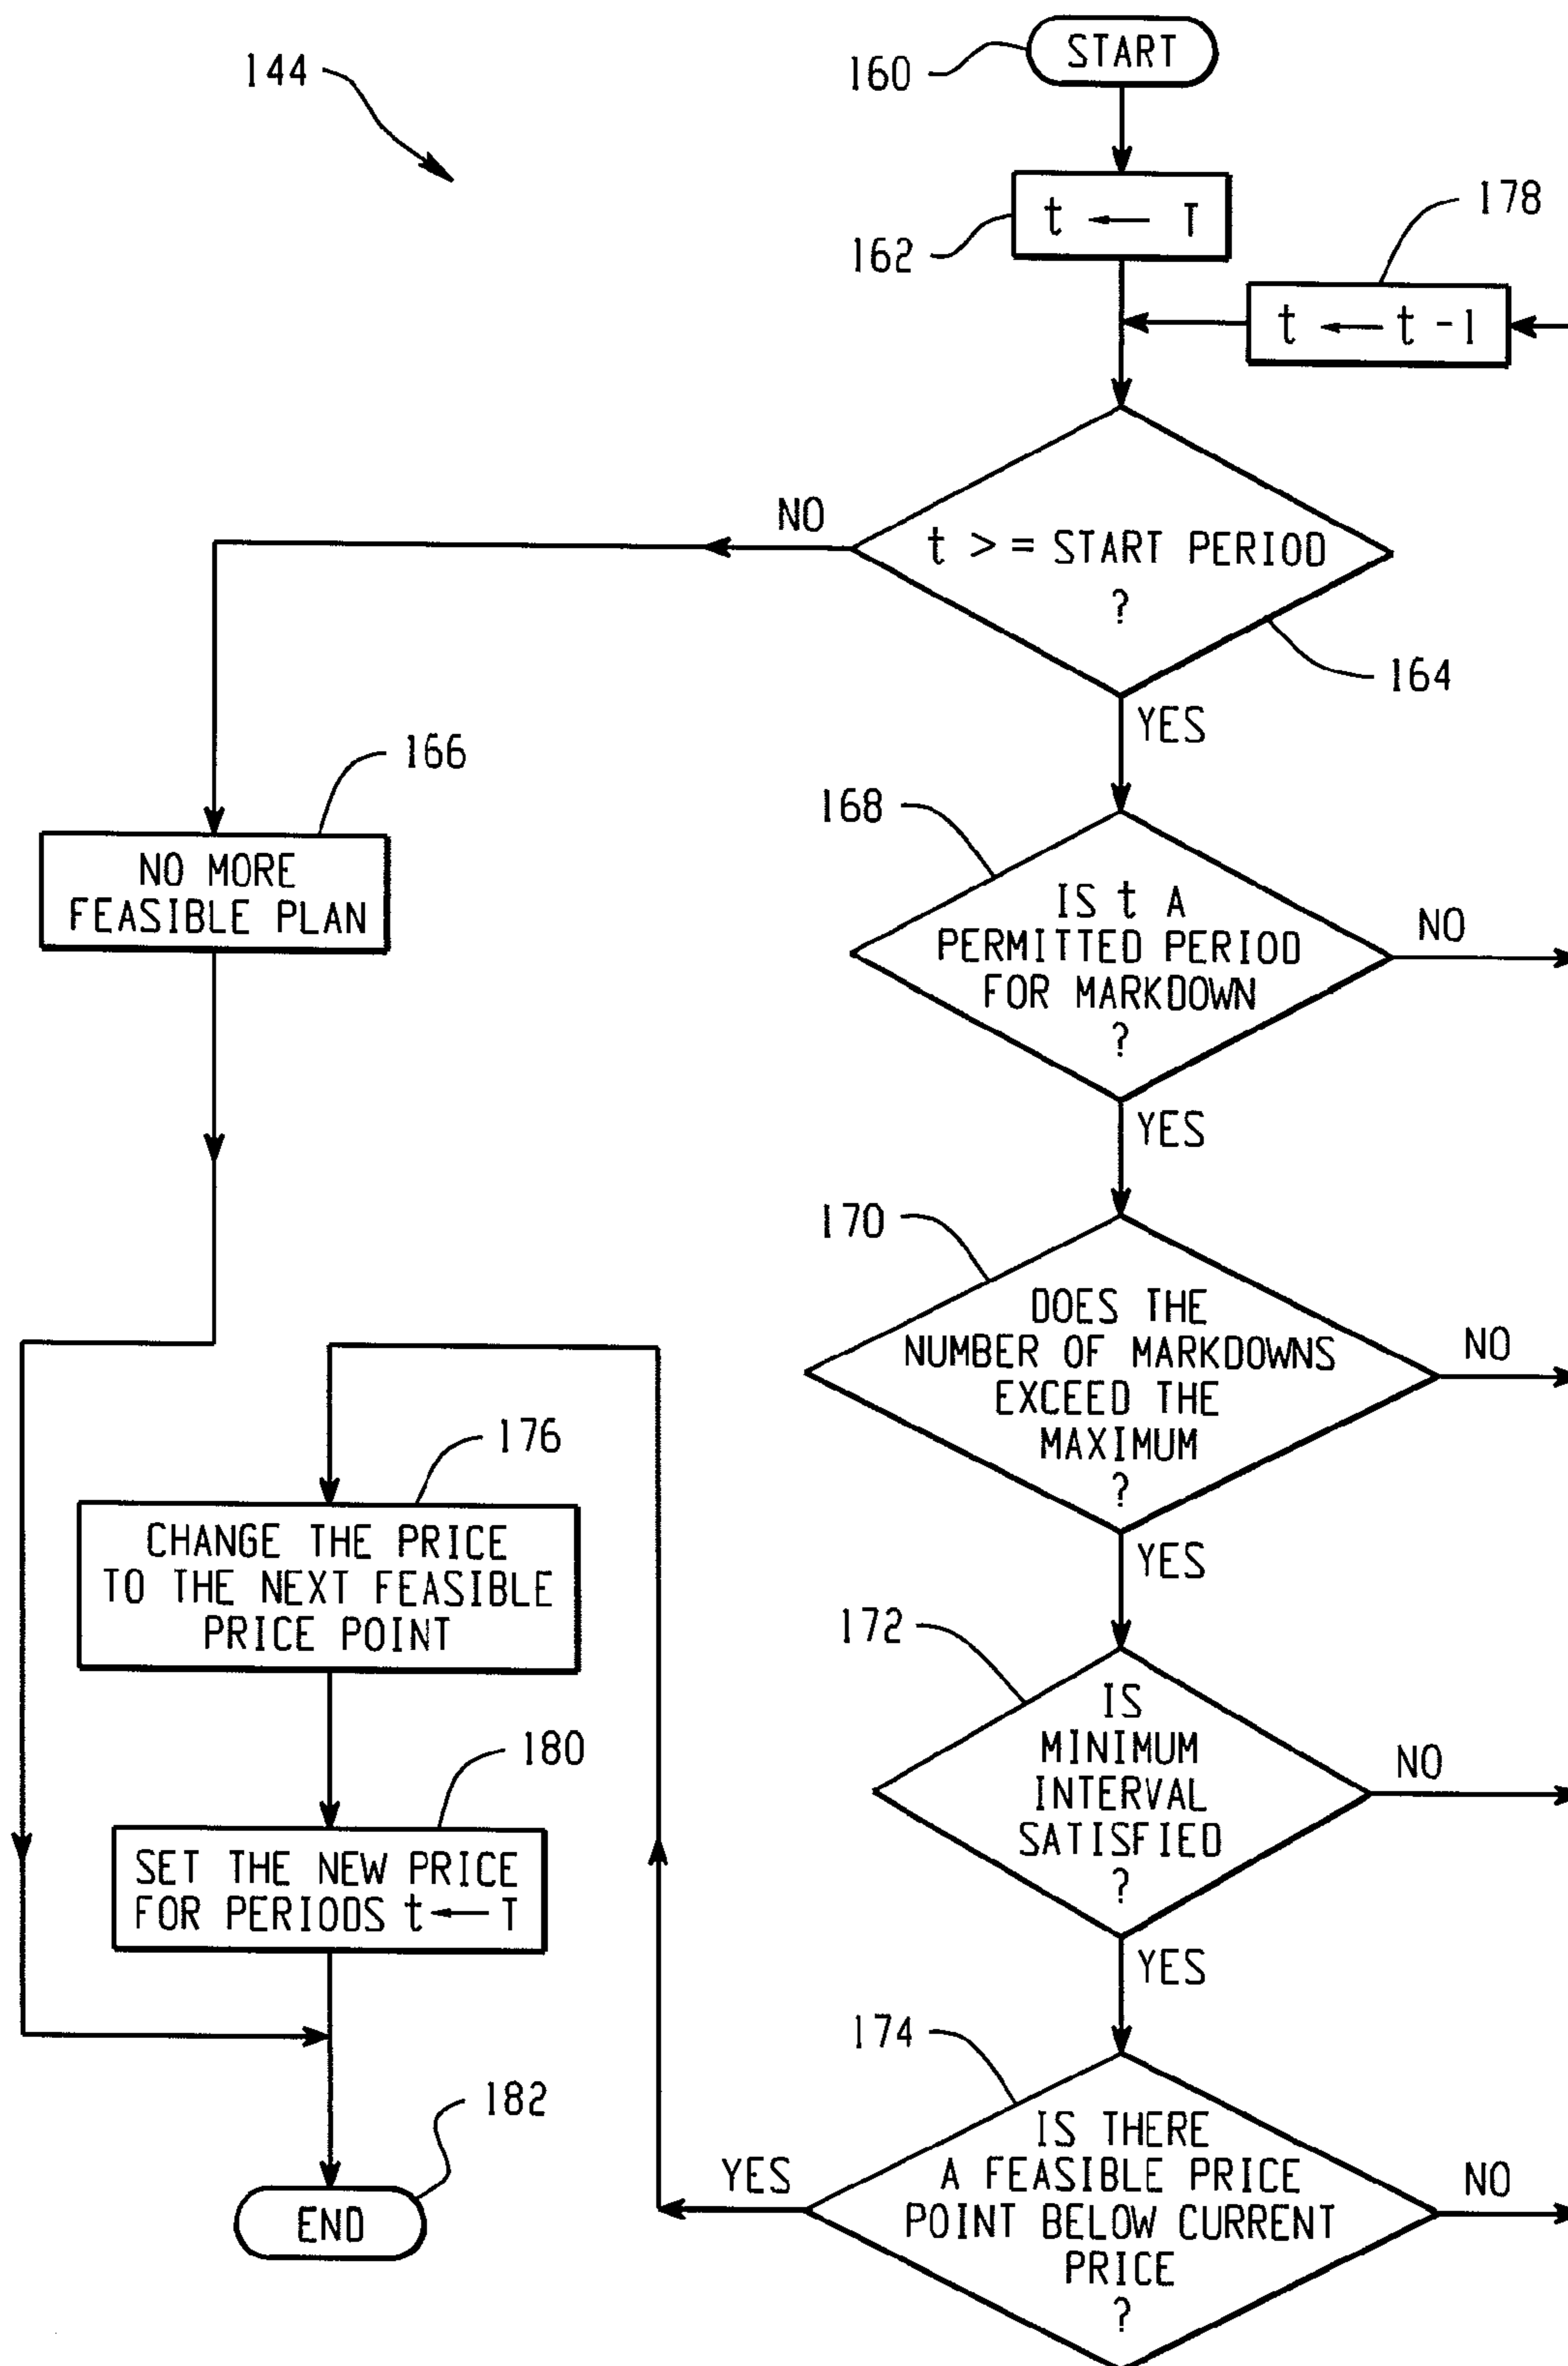 144
160
START
162
t ← T
178
t ← t -1
NO
t > = START PERIOD
?
164
YES
166
NO MORE
FEASIBLE PLAN
168
IS t A
PERMITTED PERIOD
FOR MARKDOWN
?
NO
YES
170
DOES THE
NUMBER OF MARKDOWNS
EXCEED THE
MAXIMUM
?
NO
YES
176
CHANGE THE PRICE
TO THE NEXT FEASIBLE
PRICE POINT
172
IS
MINIMUM
INTERVAL
SATISFIED
?
NO
YES
180
SET THE NEW PRICE
FOR PERIODS t ← T
174
IS THERE
A FEASIBLE PRICE
POINT BELOW CURRENT
PRICE
?
YES
NO
182
END